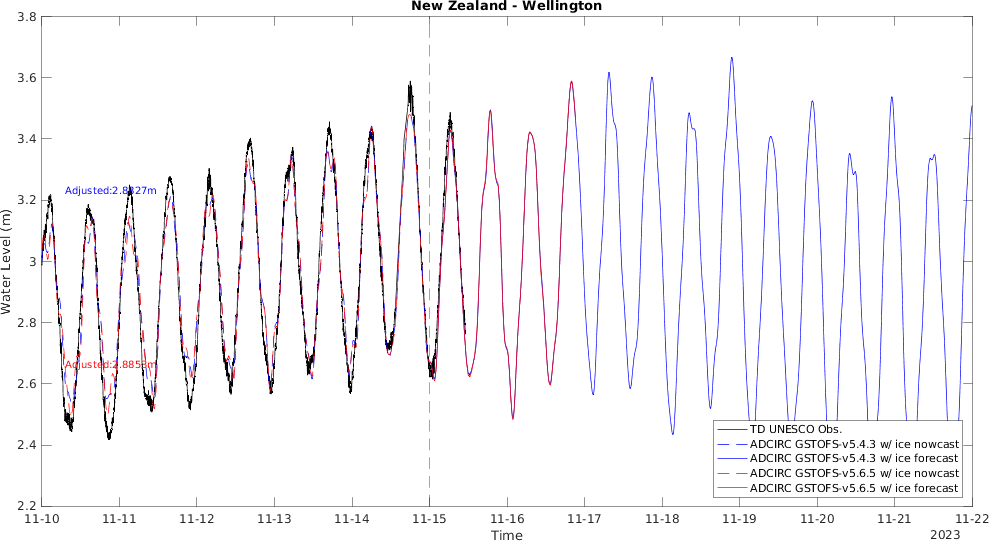 New Zealand - Wellington
3.8
3.6
3.4
3.2
3
2.8
2.6
2.4
2.2
Water Level (m)
Adjusted:2.8827m
Adjusted:2.8853m
TD UNESCO Obs.
ADCIRC GSTOFS-v5.4.3 w/ ice nowcast
ADCIRC GSTOFS-v5.4.3 w/ ice forecast
ADCIRC GSTOFS-v5.6.5 w/ ice nowcast
ADCIRC GSTOFS-v5.6.5 w/ ice forecast
11-10 11-11 11-12 11-13 11-14 11-15 11-16 11-17 11-18 11-19 11-20 11-21 11-22
Time
2023